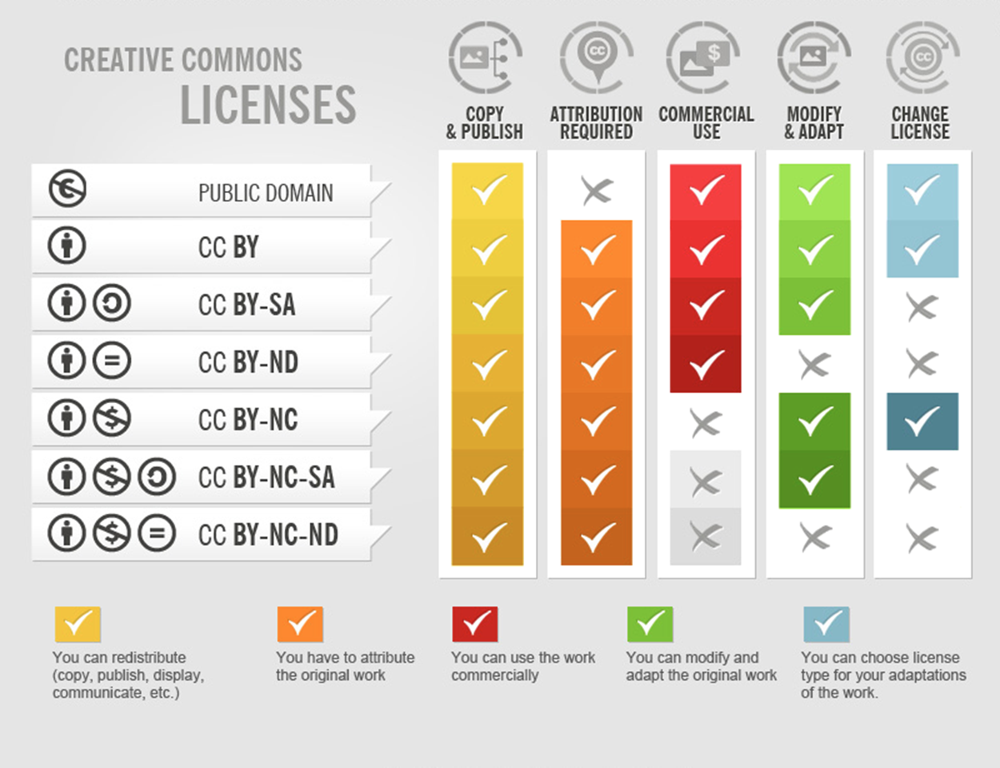 CREATIVE COMMONS
LICENSES
COPY
& PUBLISH
ATTRIBUTION
REQUIRED
COMMERCIAL
USE
MODIFY
& ADAPT
CHANGE
LICENSE
PUBLIC DOMAIN
CC BY
CC BY-SA
CC BY-ND
CC BY-NC
CC BY-NC-SA
CC BY-NC-ND
You can redistribute
(copy, publish, display,
communicate, etc.)
You have to attribute
the original work
You can use the work
commercially
You can modify and
adapt the original work
You can choose license
type for your adaptations
of the work.